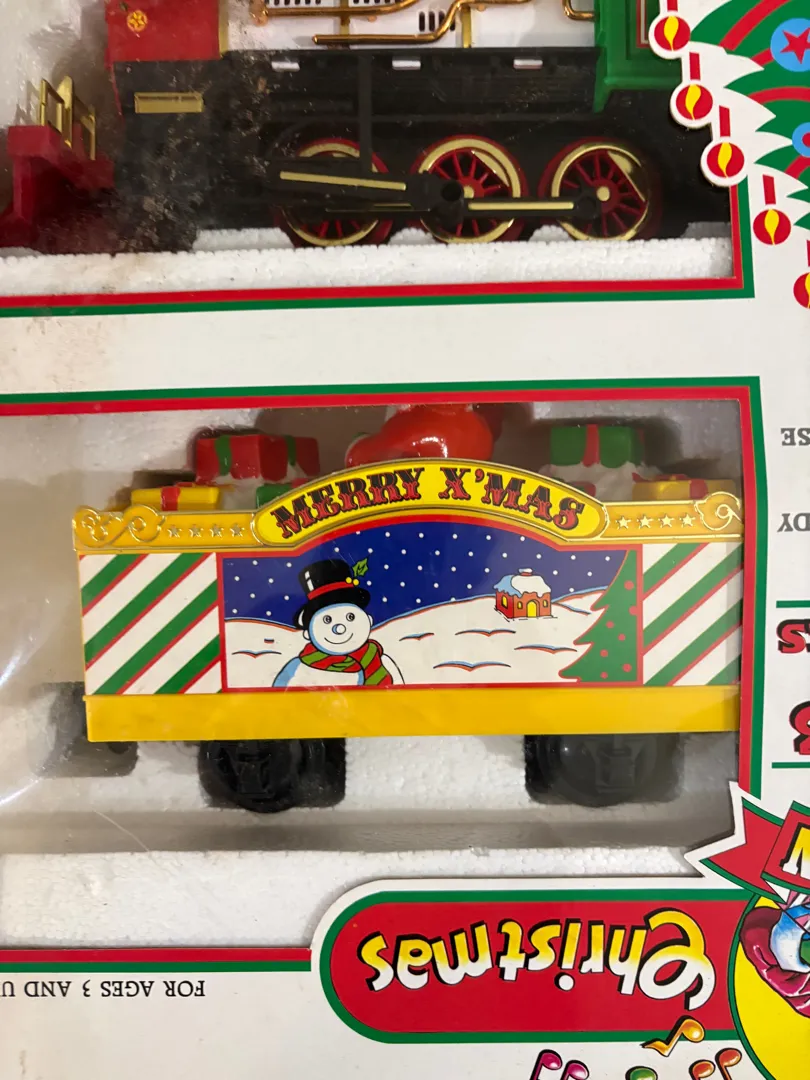 MERRY X'MAS
Christmas
FOR AGES 3 AND U